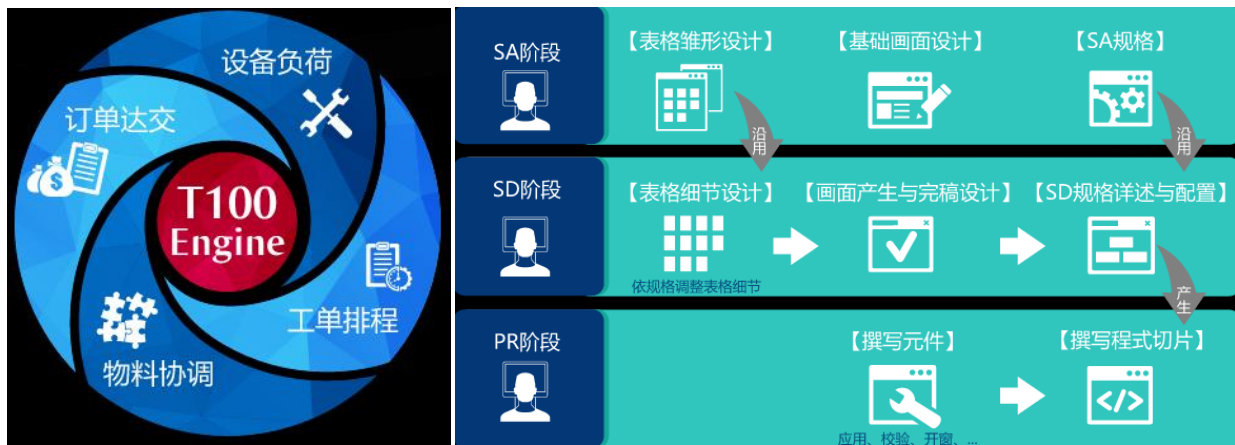 设备负荷
订单达交
T100
Engine
工单排程
物料协调
SA阶段
【表格雏形设计】
【基础画面设计】
【SA规格】
沿用
沿用
SD阶段
【表格细节设计】
【画面产生与完稿设计】
【SD规格详述与配置】
依规格调整表格细节
产生
PR阶段
【撰写元件】
【撰写程式切片】
</>
应用、校验、开窗、...